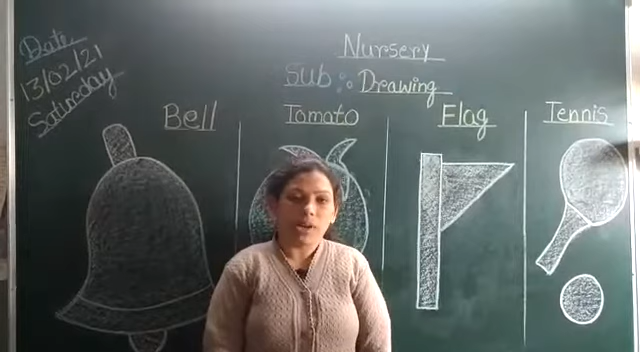 Date
13/02/21
Saturday
Nursery
Sub : Drawing
Bell
Tomato
Flag
Tennis